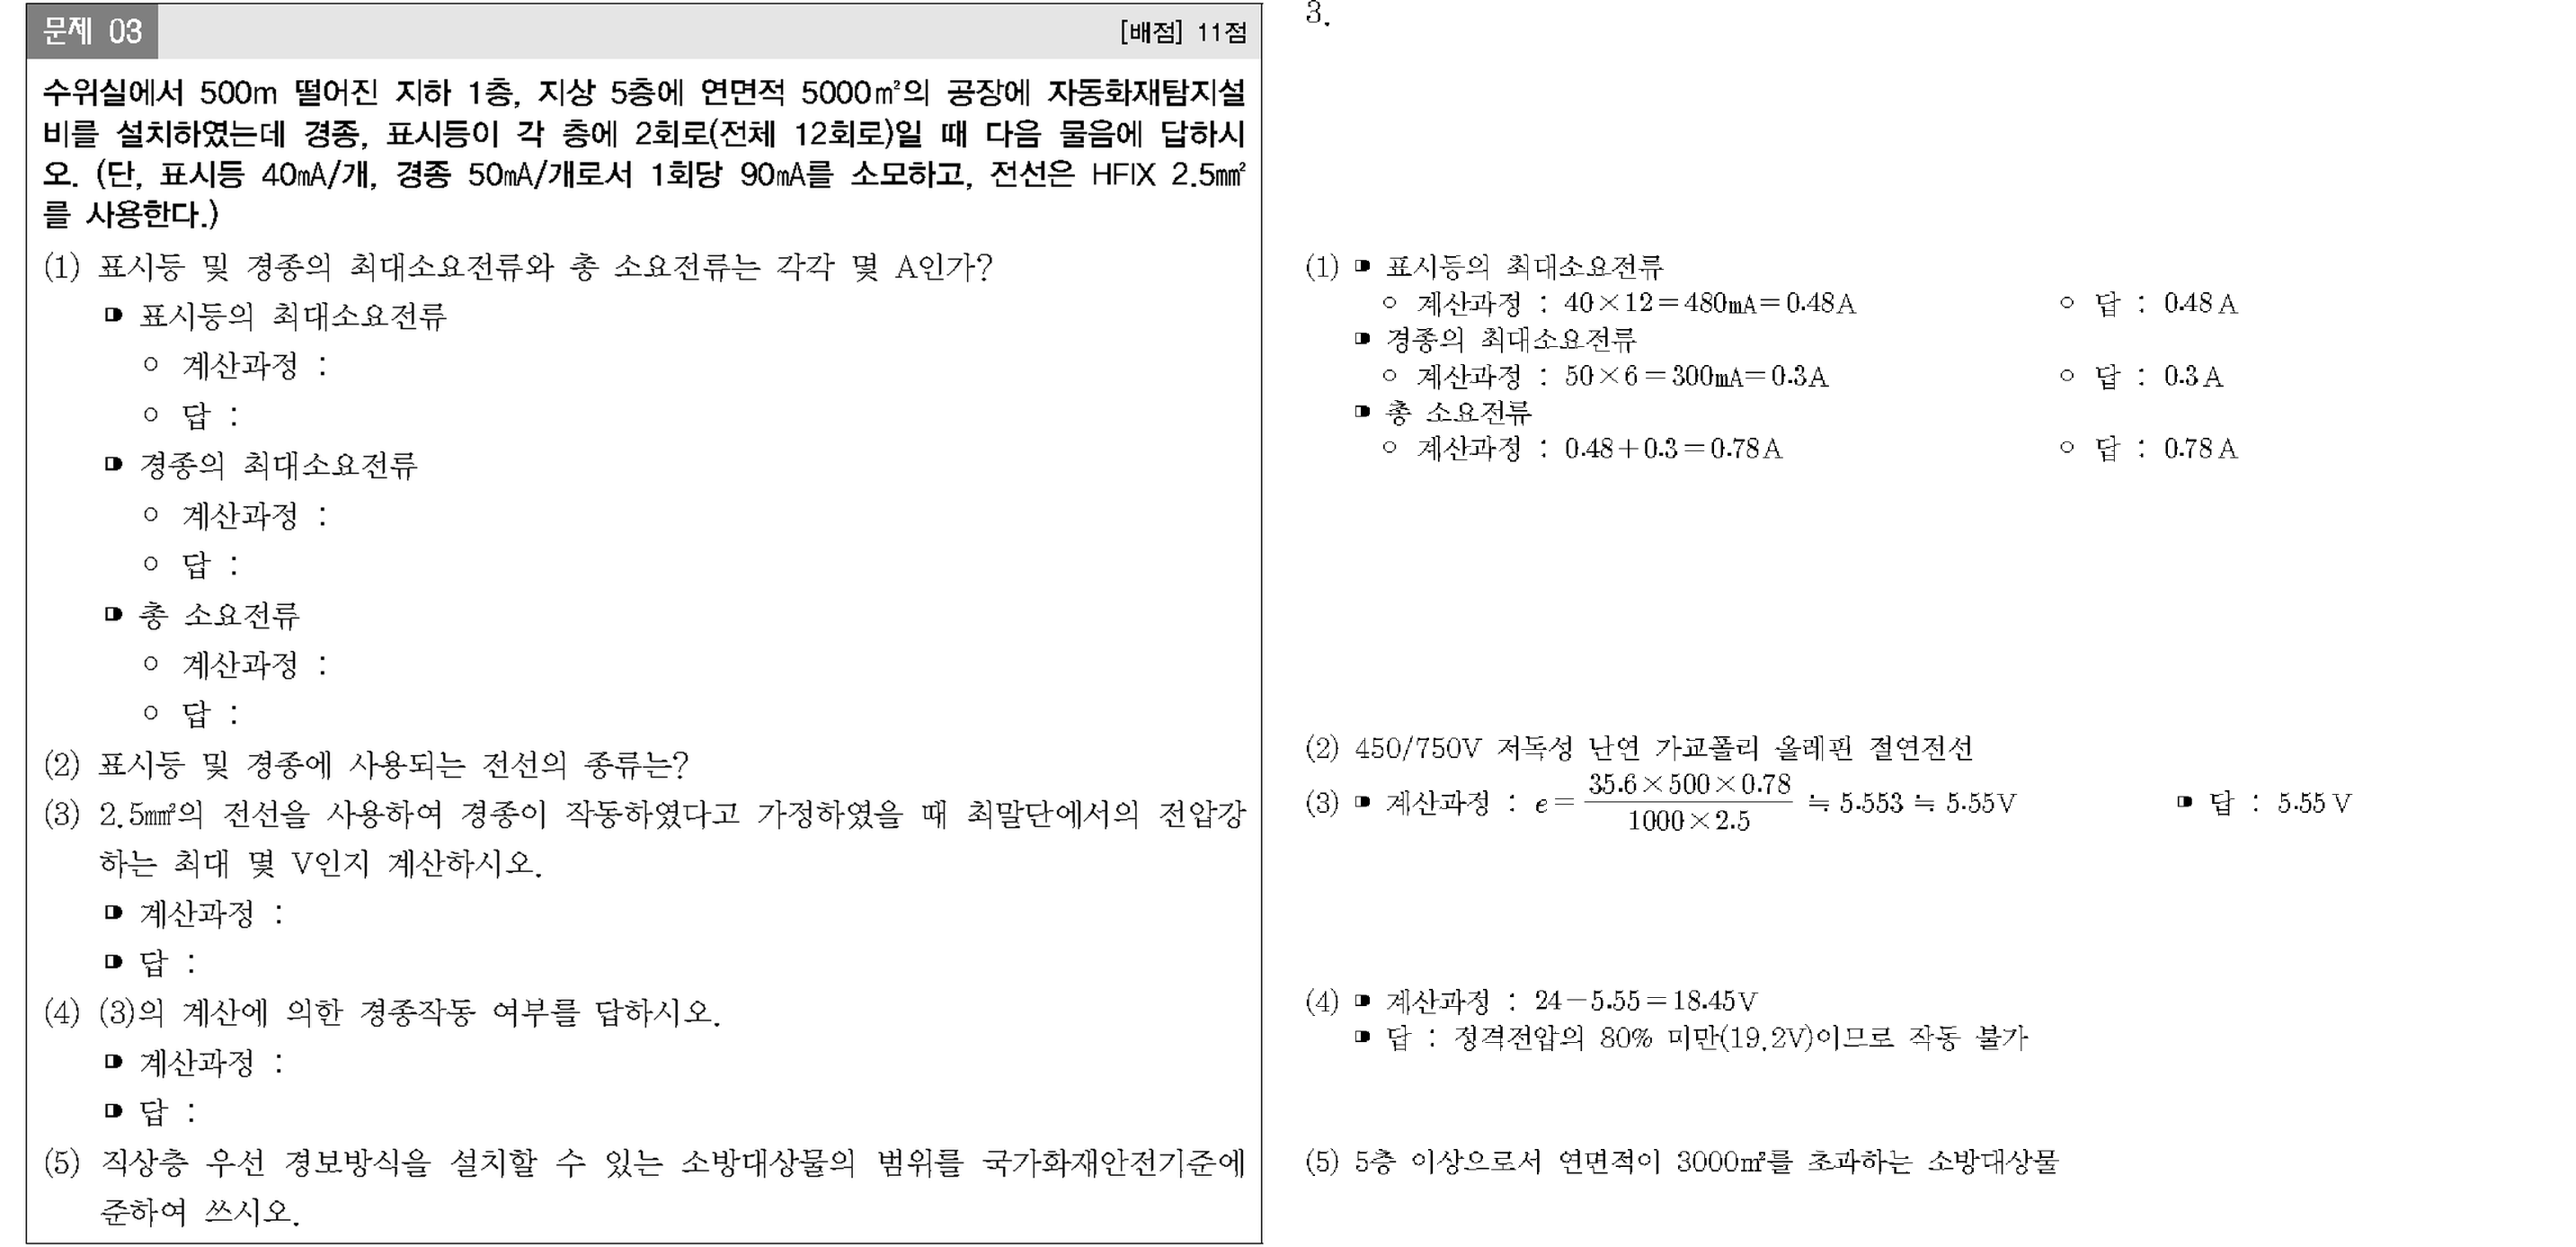 문제 03 [배점] 11점
수위실에서 500m 떨어진 지하 1층, 지상 5층에 연면적 5000㎡의 공장에 자동화재탐지설
비를 설치하였는데 경종, 표시등이 각 층에 2회로(전체 12회로)일 때 다음 물음에 답하시
오. (단, 표시등 40㎃/개, 경종 50㎃/개로서 1회당 90㎃를 소모하고, 전선은 HFIX 2.5㎟
를 사용한다.)
(1) 표시등 및 경종의 최대소요전류와 총 소요전류는 각각 몇 A인가?
표시등의 최대소요전류
○ 계산과정 :
○ 답 :
경종의 최대소요전류
○ 계산과정 :
○ 답 :
총 소요전류
○ 계산과정 :
○ 답 :
(2) 표시등 및 경종에 사용되는 전선의 종류는?
(3) 2.5㎟의 전선을 사용하여 경종이 작동하였다고 가정하였을 때 최말단에서의 전압강
하는 최대 몇 V인지 계산하시오.
계산과정 :
답 :
(4) (3)의 계산에 의한 경종작동 여부를 답하시오.
계산과정 :
답 :
(5) 직상층 우선 경보방식을 설치할 수 있는 소방대상물의 범위를 국가화재안전기준에
준하여 쓰시오.
3.
(1) 표시등의 최대소요전류
○ 계산과정 : 40×12=480㎃=0.48A ○ 답 : 0.48A
경종의 최대소요전류
○ 계산과정 : 50×6=300㎃=0.3A ○ 답 : 0.3A
총 소요전류
○ 계산과정 : 0.48+0.3=0.78A ○ 답 : 0.78A
(2) 450/750V 저독성 난연 가교폴리 올레핀 절연전선
(3) 계산과정 : e = (35.6×500×0.78)/(1000×2.5) ≒ 5.553 ≒ 5.55V 답 : 5.55V
(4) 계산과정 : 24-5.55=18.45V
답 : 정격전압의 80% 미만(19.2V)이므로 작동 불가
(5) 5층 이상으로서 연면적이 3000㎡를 초과하는 소방대상물